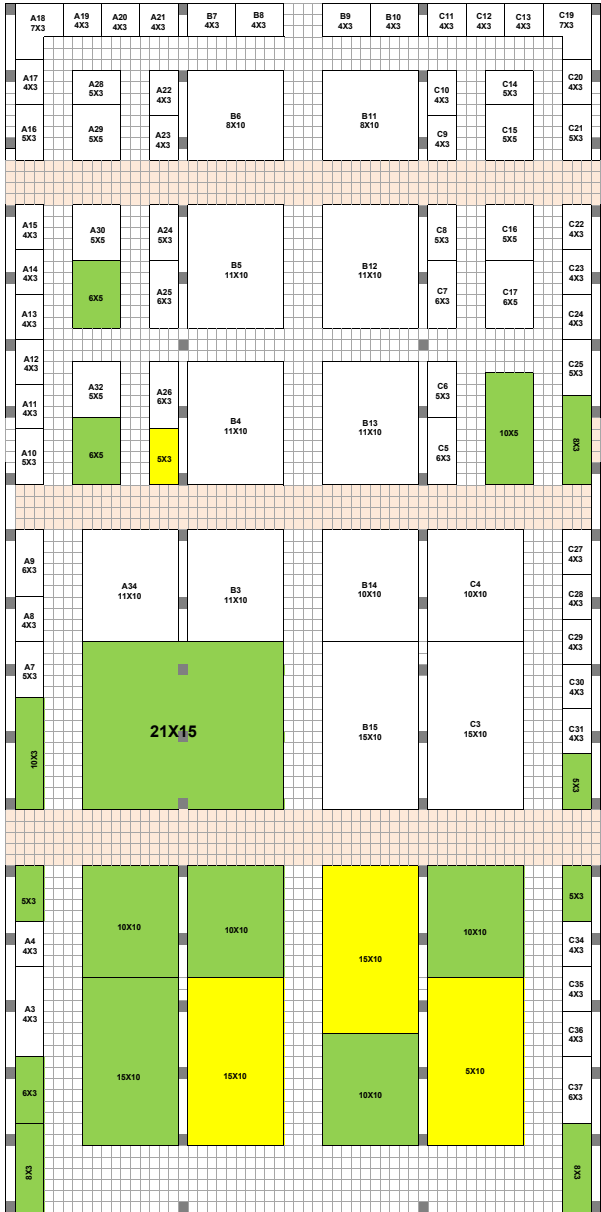 A18
7X3
A19
4X3
A20
4X3
A21
4X3
B7
4X3
B8
4X3
B9
4X3
B10
4X3
C11
4X3
C12
4X3
C13
4X3
C19
7X3
A17
4X3
A28
5X3
A22
4X3
B6
8X10
B11
8X10
C10
4X3
C14
5X3
C20
4X3
A16
5X3
A29
5X5
A23
4X3
C9
4X3
C15
5X5
C21
5X3
A15
4X3
A30
5X5
A24
5X3
B5
11X10
B12
11X10
C8
5X3
C16
5X5
C22
4X3
A14
4X3
6X5
A25
6X3
C7
6X3
C17
6X5
C23
4X3
A13
4X3
C24
4X3
A12
4X3
A32
5X5
A26
6X3
B4
11X10
B13
11X10
C6
5X3
10X5
C25
5X3
A11
4X3
A10
5X3
6X5
5X3
C5
6X3
8X3
A9
6X3
A34
11X10
B3
11X10
B14
10X10
C4
10X10
C27
4X3
A8
4X3
C28
4X3
A7
5X3
C29
4X3
10X3
21X15
B15
15X10
C3
15X10
C30
4X3
C31
4X3
5X3
5X3
10X10
10X10
15X10
10X10
5X3
A4
4X3
C34
4X3
A3
4X3
C35
4X3
C36
4X3
6X3
15X10
15X10
10X10
5X10
C37
6X3
8X3
8X3